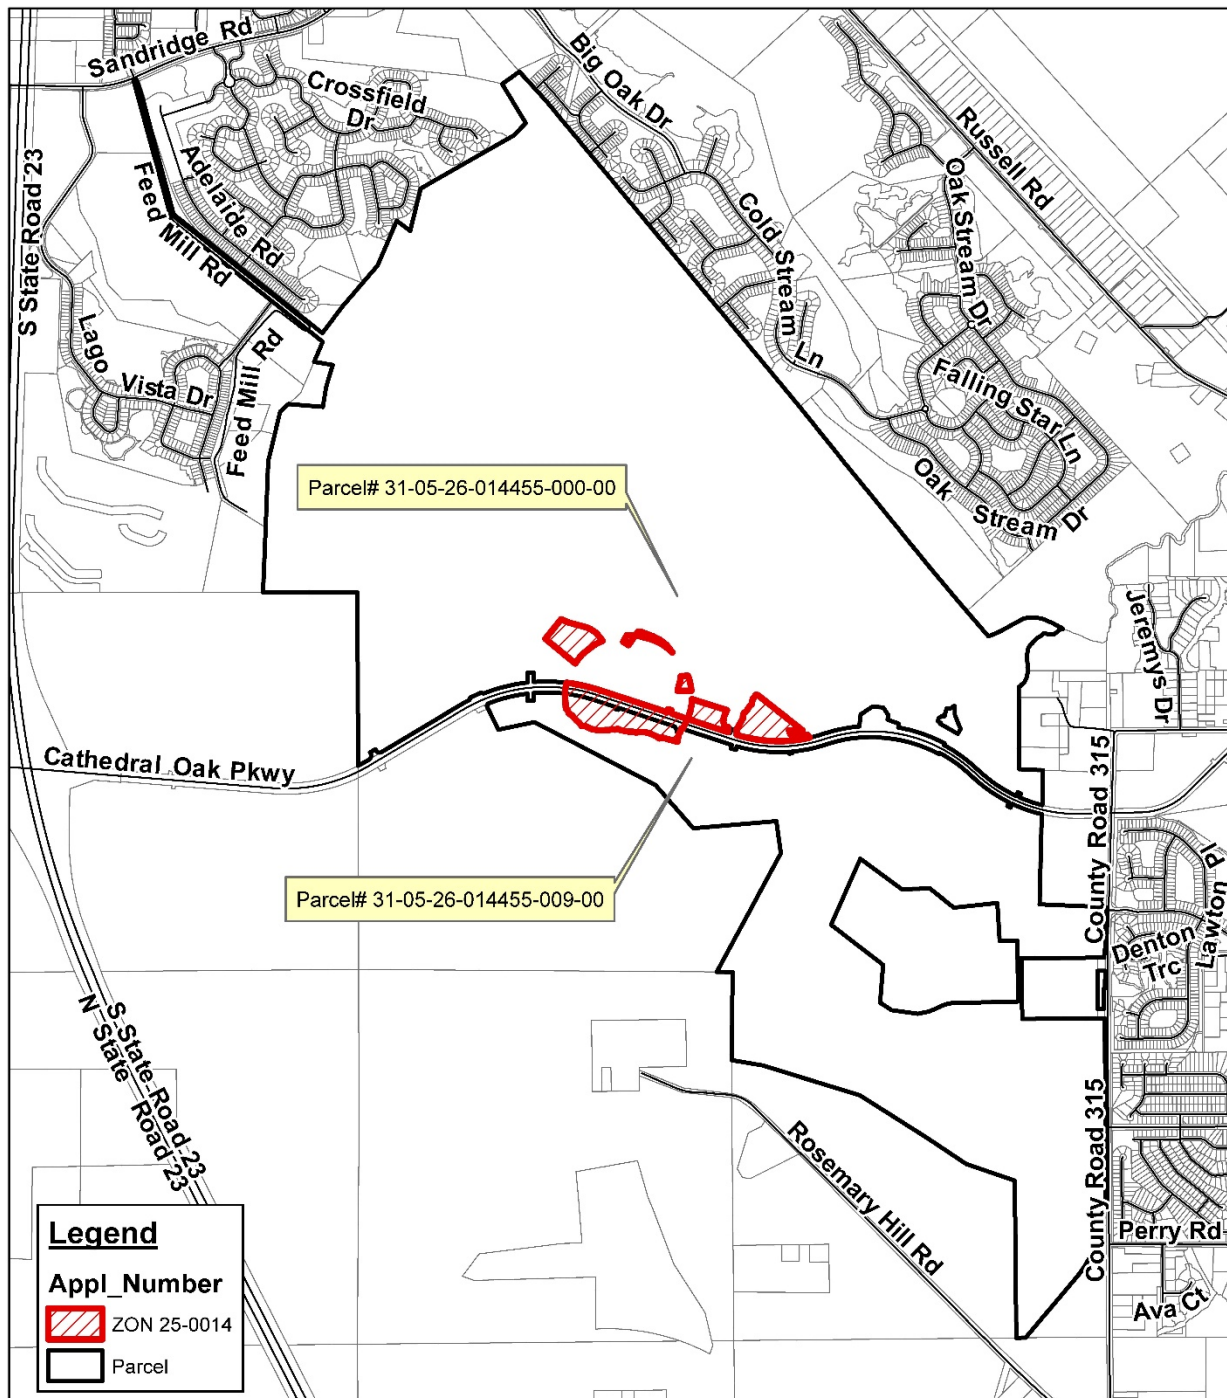 Sandridge Rd
Crossfield
Dr
Big Oak Dr
Russell Rd
S State Road 23
Feed Mill Rd
Adelaide Rd
Cold Stream Ln
Oak Stream Dr
Lago Vista Dr
Feed Mill Rd
Falling Star Ln
Oak Stream Dr
Parcel# 31-05-26-014455-000-00
Jeremys Dr
Cathedral Oak Pkwy
County Road 315
Parcel# 31-05-26-014455-009-00
Lawton Pl
Denton
Trc
S State Road 23
N State Road 23
Rosemary Hill Rd
County Road 315
Perry Rd
Ava Ct
Legend
Appl_Number
ZON 25-0014
Parcel